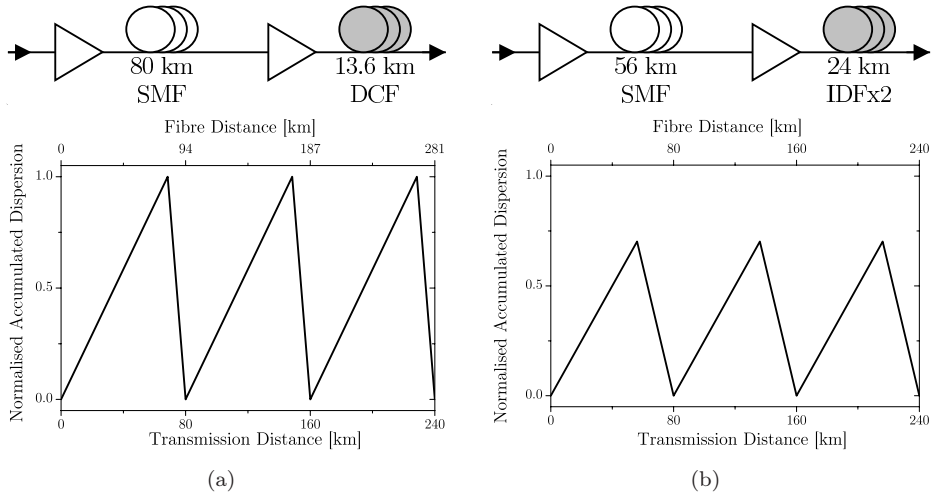 80 km
SMF
13.6 km
DCF
Fibre Distance [km]
0 94 187 281
Normalised Accumulated Dispersion
1.0
0.5
0.0
0 80 160 240
Transmission Distance [km]
(a)
56 km
SMF
24 km
IDFx2
Fibre Distance [km]
0 80 160 240
Normalised Accumulated Dispersion
1.0
0.5
0.0
0 80 160 240
Transmission Distance [km]
(b)